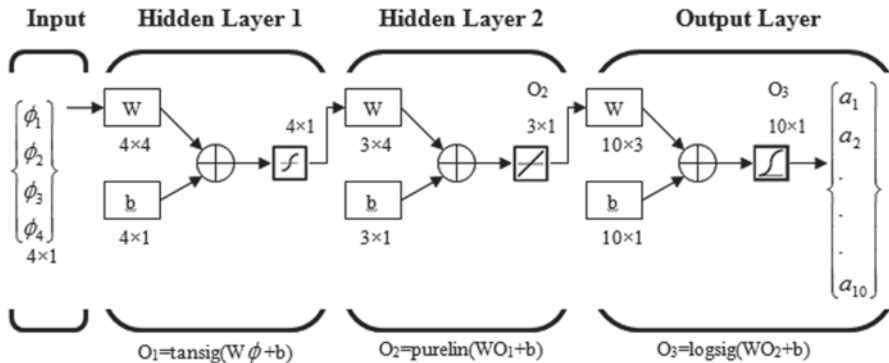 Input Hidden Layer 1 Hidden Layer 2 Output Layer
ϕ1
ϕ2
ϕ3
ϕ4
4×1
W
4×4
b
4×1
4×1
W
3×4
b
3×1
O2
3×1
W
10×3
b
10×1
O3
10×1
a1
a2
.
.
.
a10
O1=tansig(Wϕ+b) O2=purelin(WO1+b) O3=logsig(WO2+b)